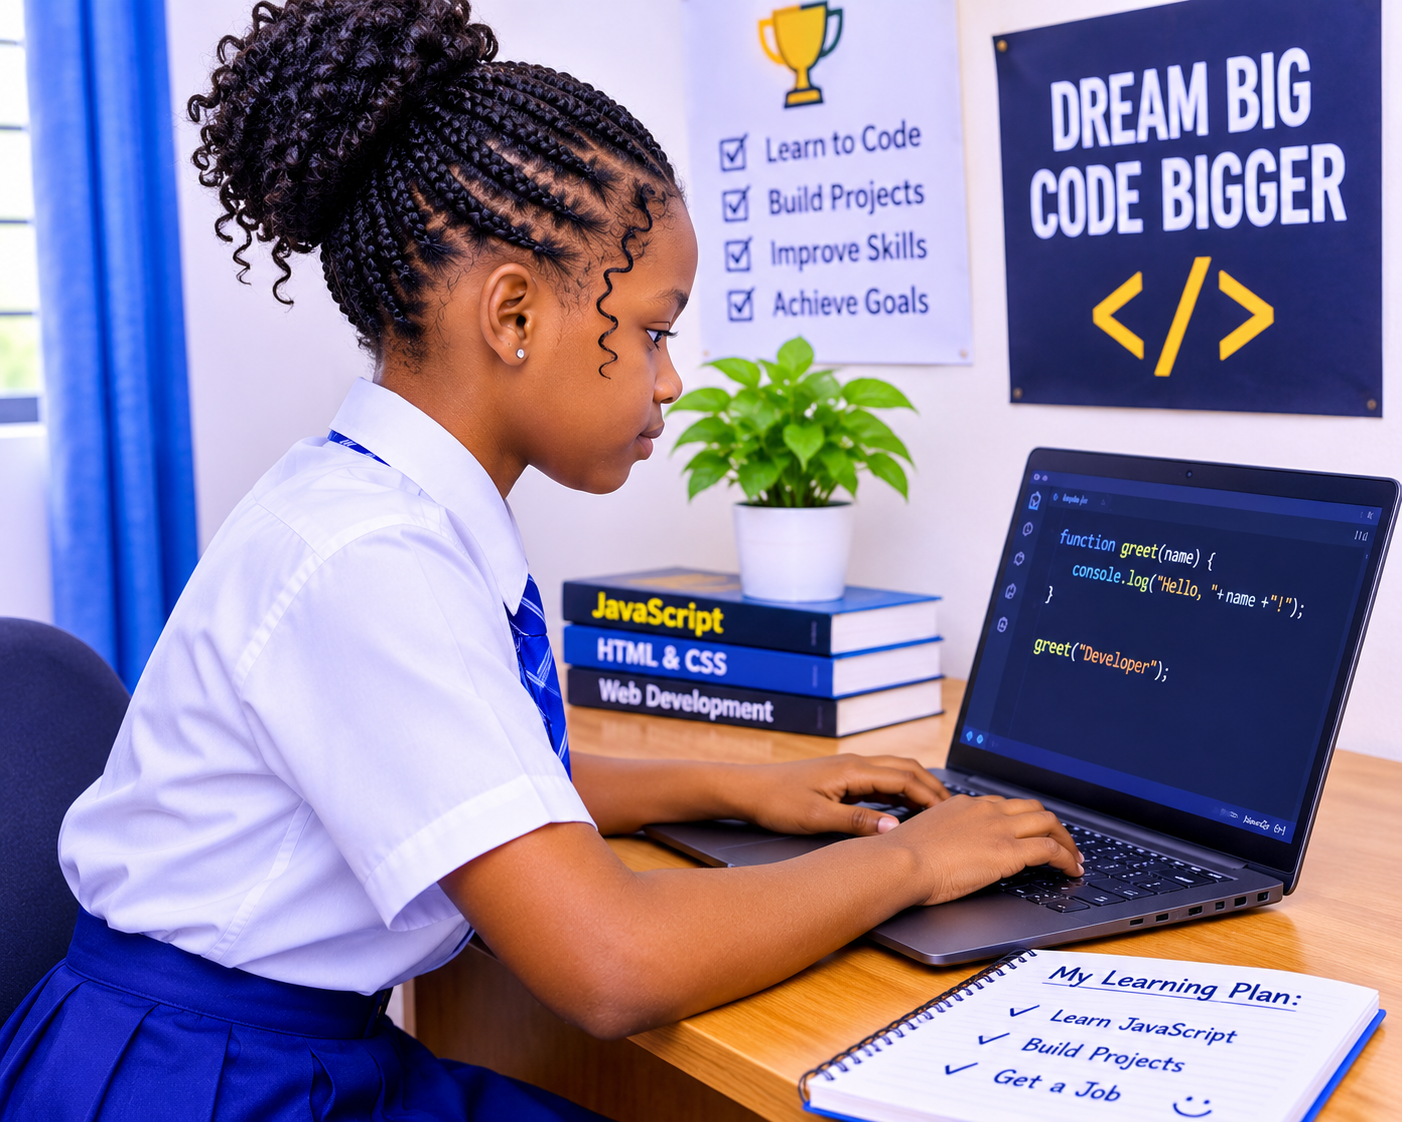 Learn to Code
Build Projects
Improve Skills
Achieve Goals
DREAM BIG
CODE BIGGER
</>
JavaScript
HTML & CSS
Web Development
function greet(name) {
console.log("Hello, "+ name +"!");
}
greet("Developer");
My Learning Plan:
Learn JavaScript
Build Projects
Get a Job